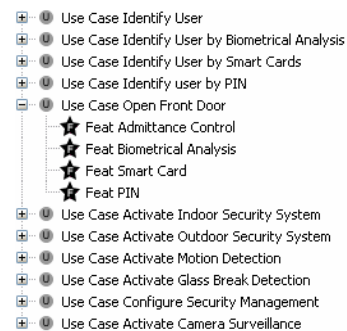 Use Case Identify User
Use Case Identify User by Biometrical Analysis
Use Case Identify User by Smart Cards
Use Case Identify user by PIN
Use Case Open Front Door
Feat Admittance Control
Feat Biometrical Analysis
Feat Smart Card
Feat PIN
Use Case Activate Indoor Security System
Use Case Activate Outdoor Security System
Use Case Activate Motion Detection
Use Case Activate Glass Break Detection
Use Case Configure Security Management
Use Case Activate Camera Surveillance